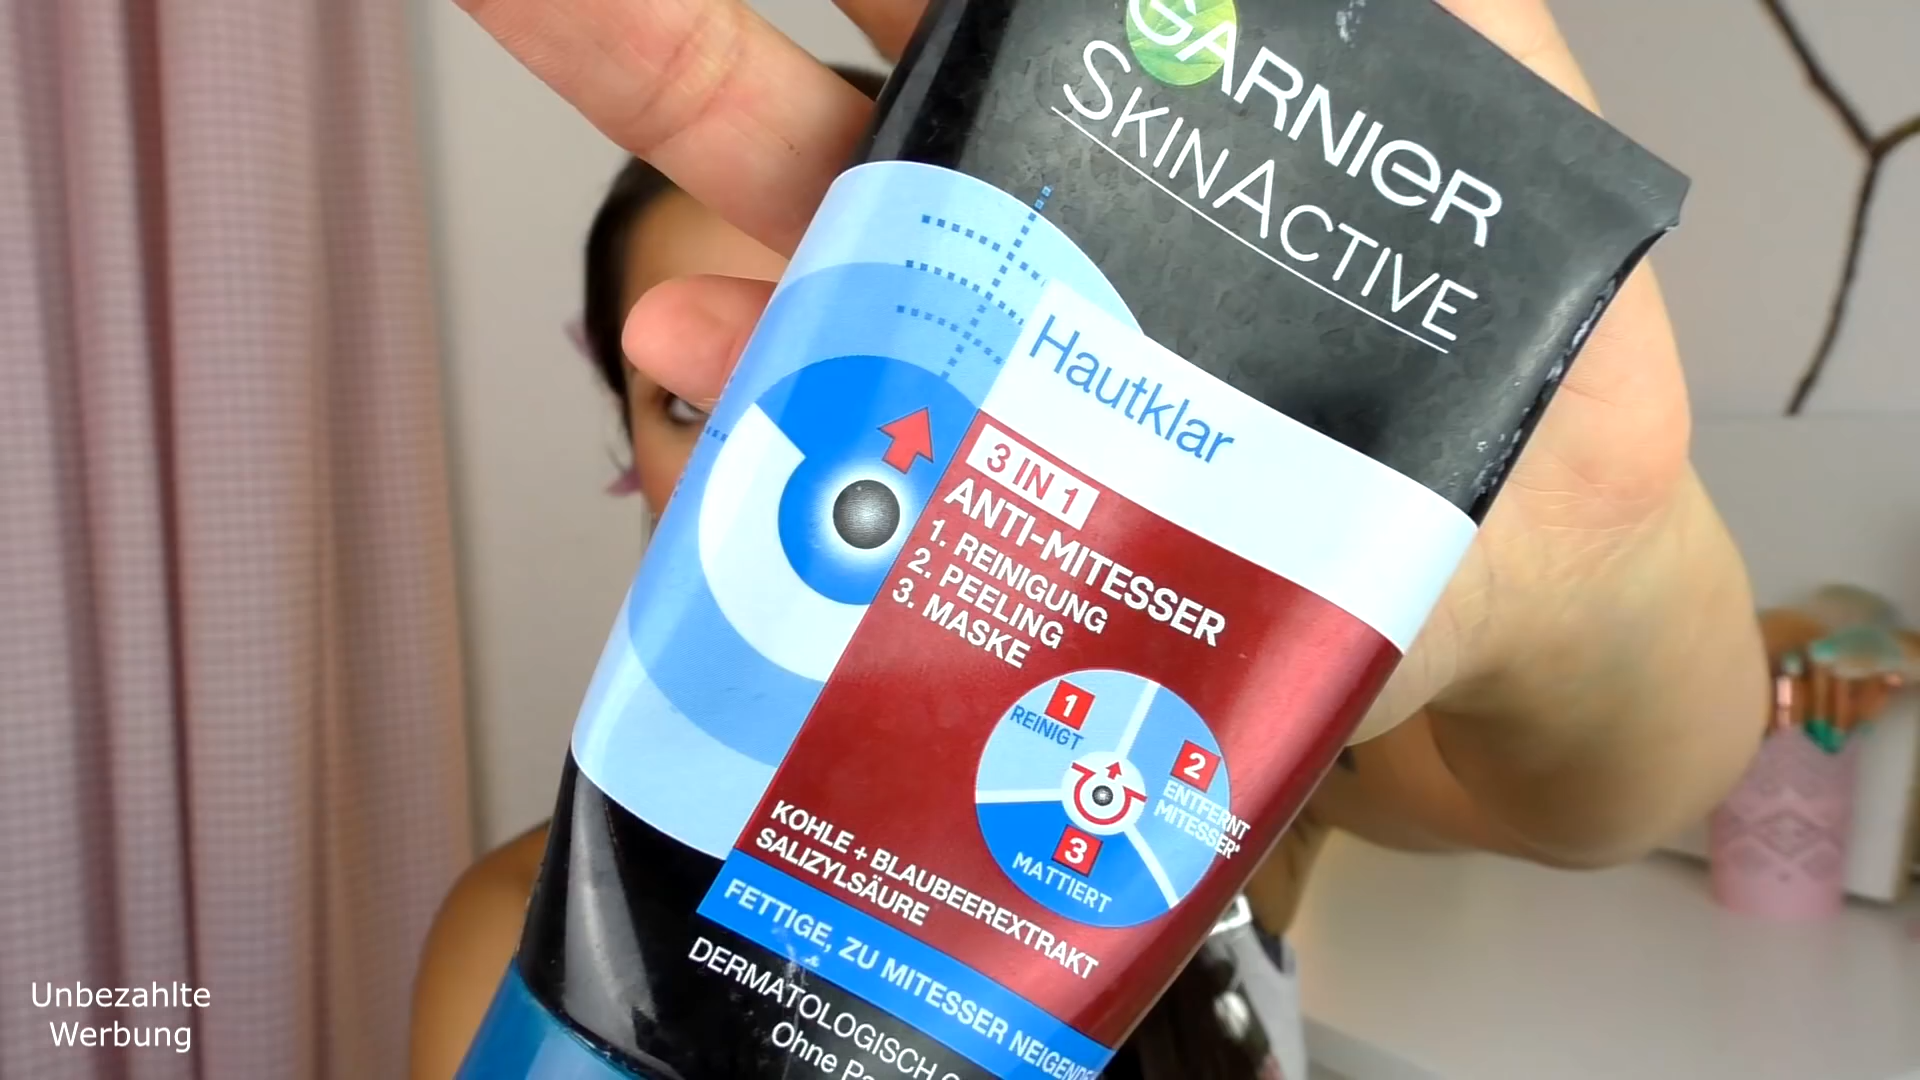 GARNIER
SKINACTIVE
Hautklar
3 IN 1
ANTI-MITESSER
1. REINIGUNG
2. PEELING
3. MASKE
1
REINIGT
2
ENTFERNT
MITESSER*
3
MATTIERT
KOHLE + BLAUBEEREXTRAKT
SALIZYLSÄURE
FETTIGE, ZU MITESSER NEIGENDE
DERMATOLOGISCH
Ohne
Unbezahlte
Werbung